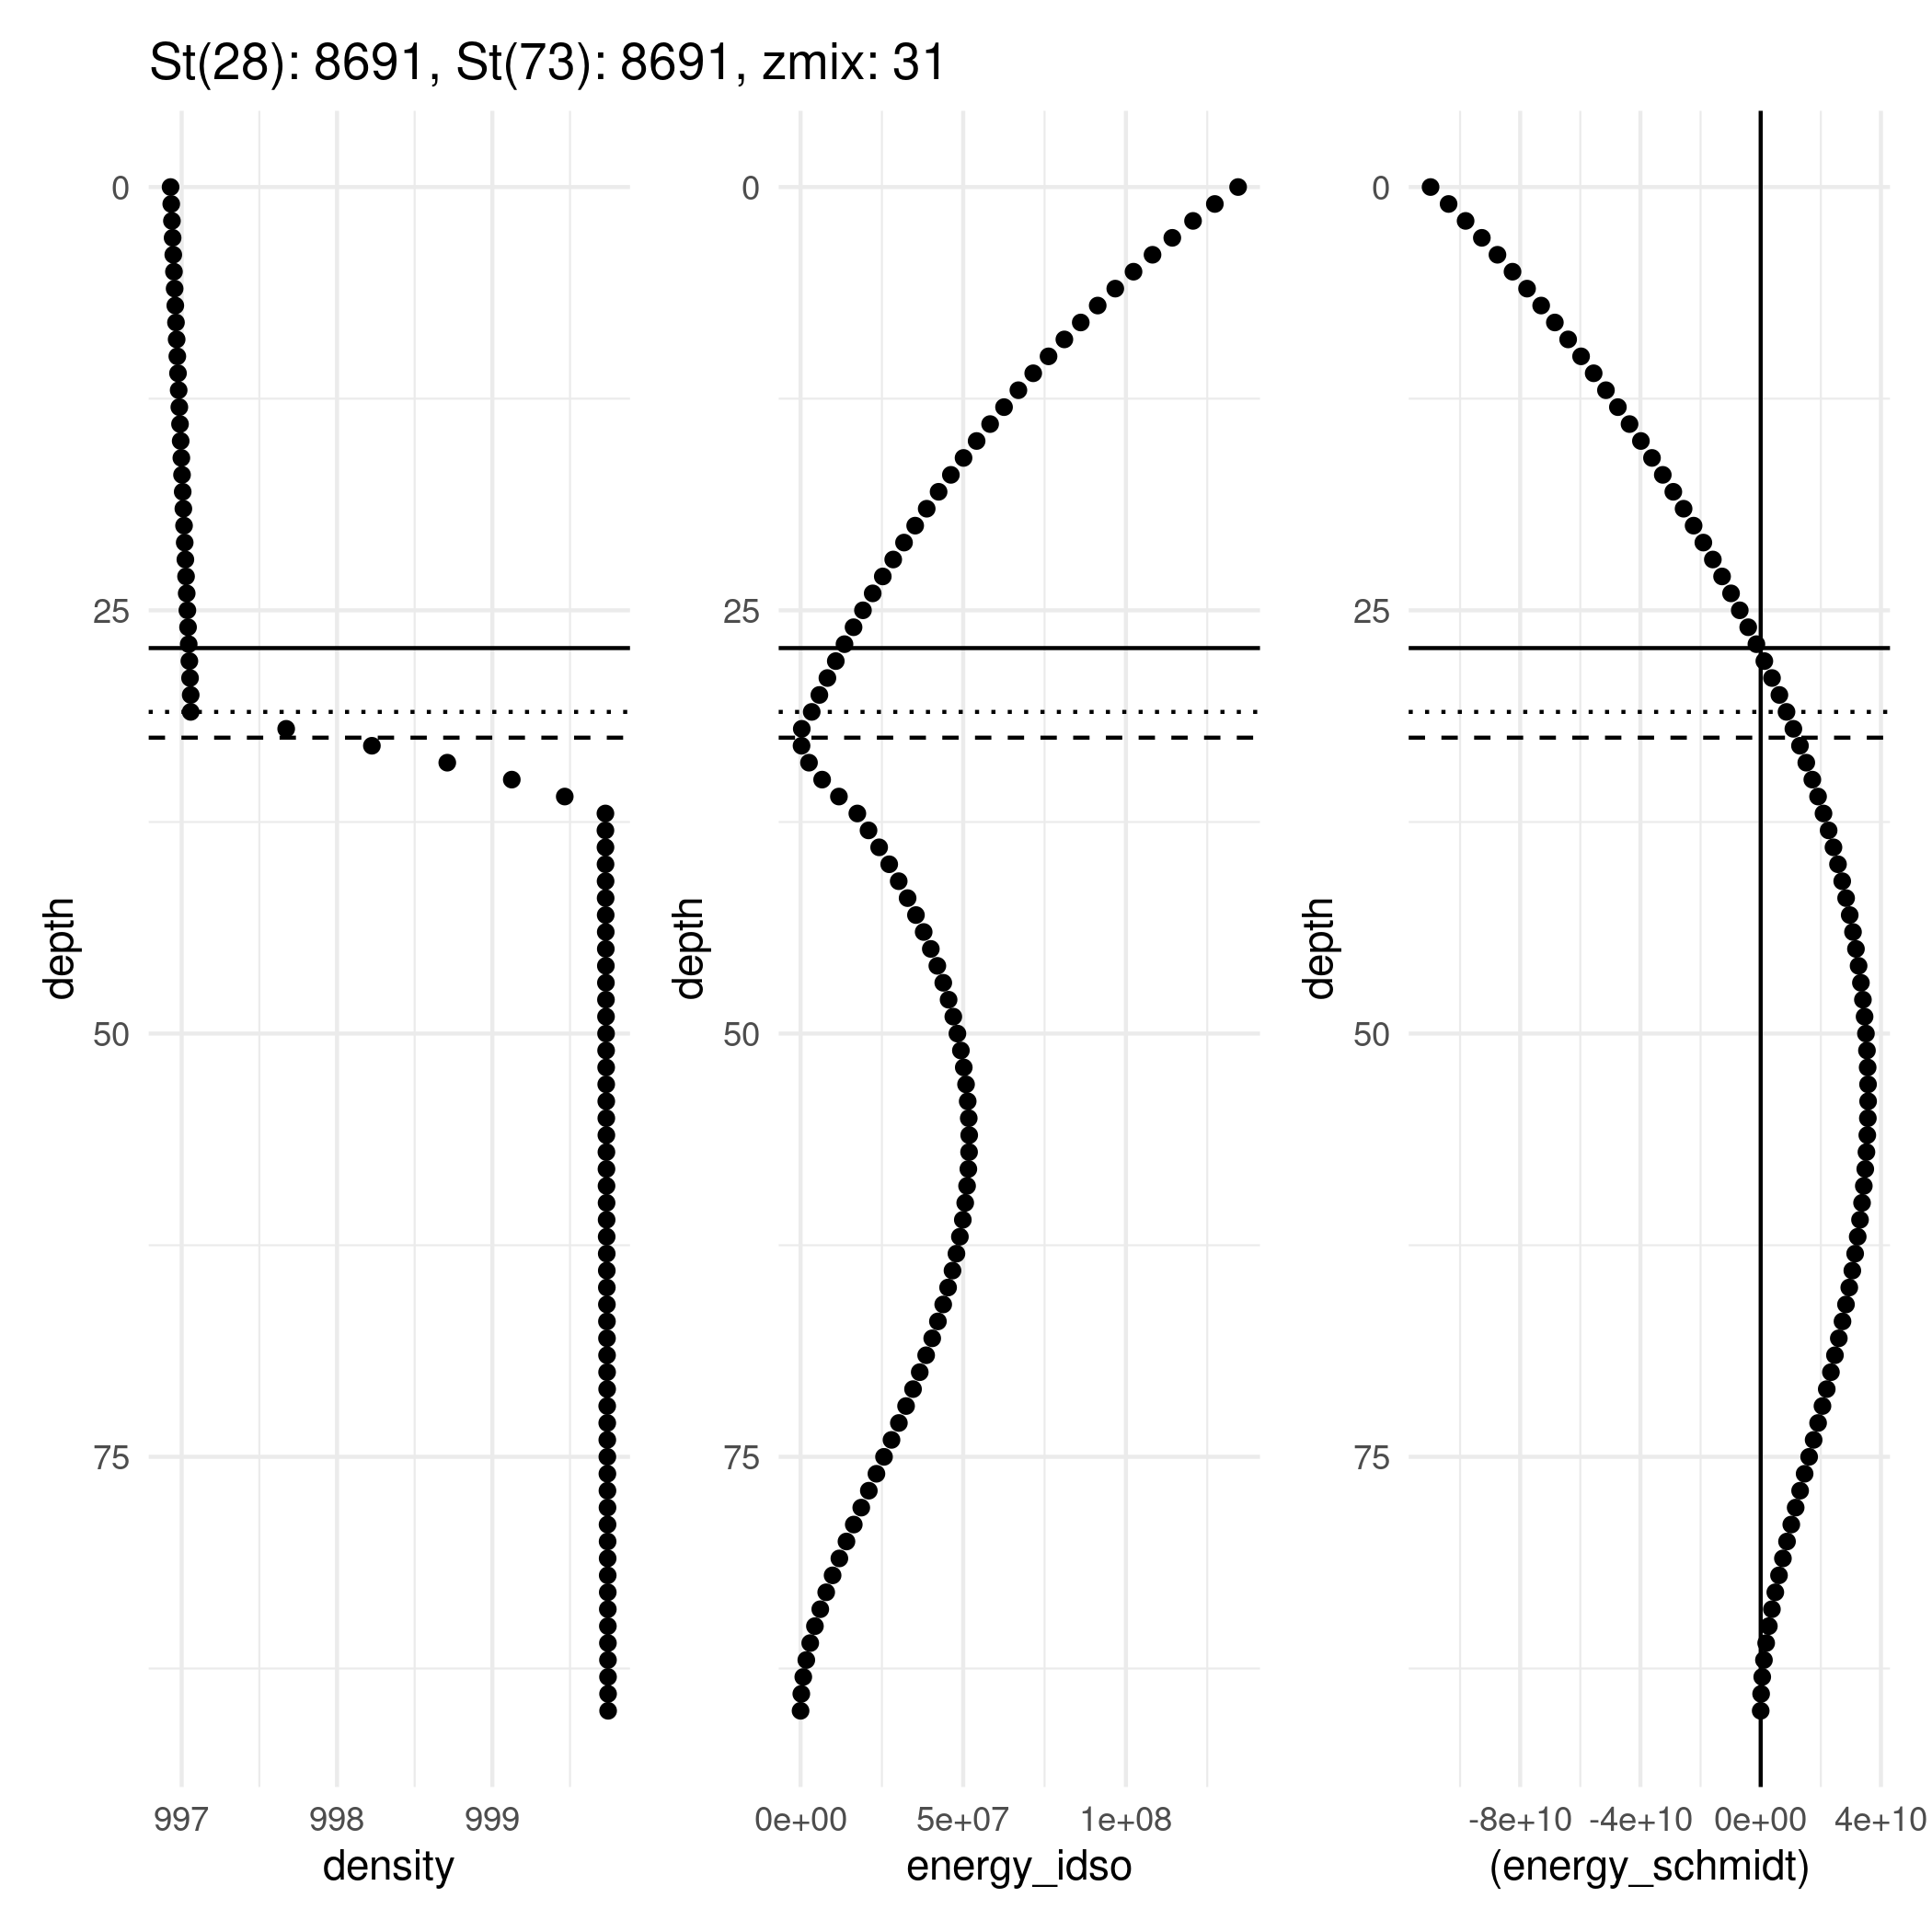 St(28): 8691, St(73): 8691, zmix: 31
0
25
50
75
depth
997 998 999
density
0
25
50
75
depth
0e+00 5e+07 1e+08
energy_idso
0
25
50
75
depth
-8e+10 -4e+10 0e+00 4e+10
(energy_schmidt)